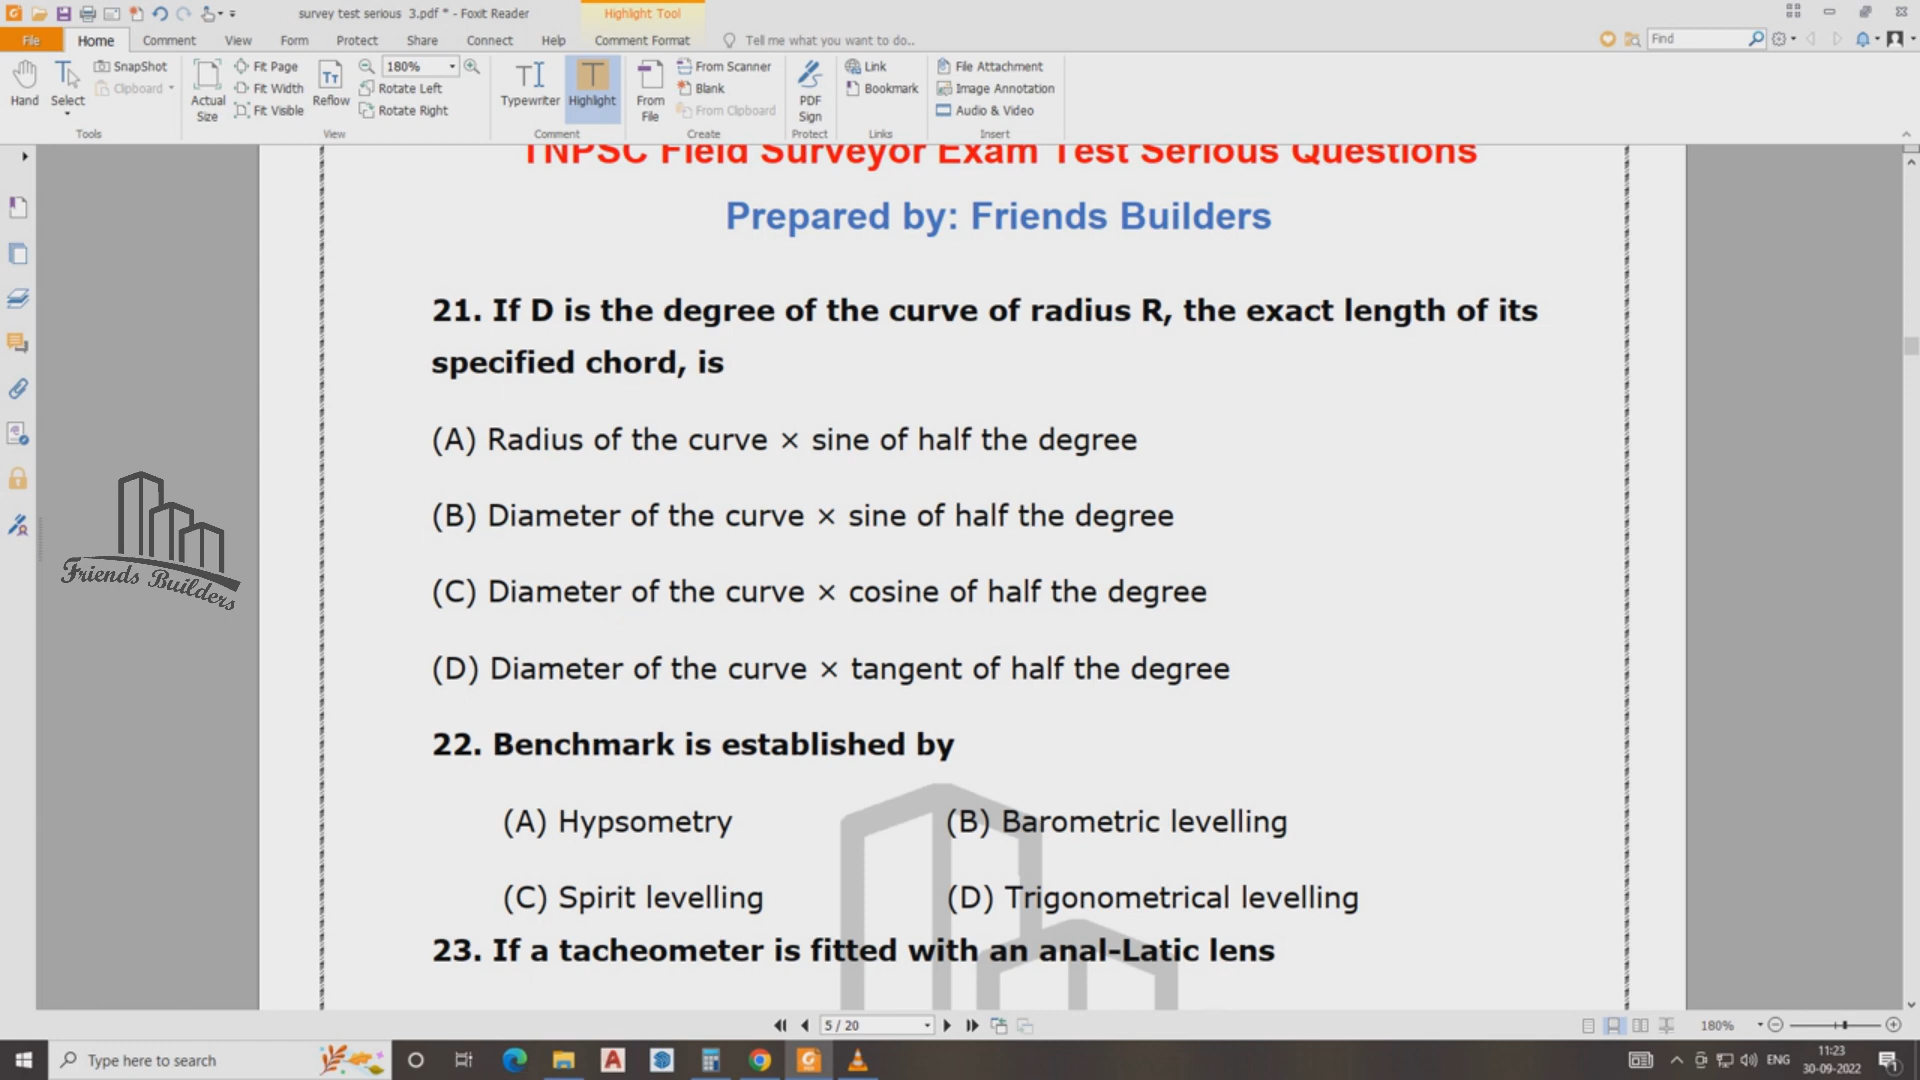 survey test serious 3.pdf * - Foxit Reader
Highlight Tool
File
Home
Comment
View
Form
Protect
Share
Connect
Help
Comment Format
Tell me what you want to do..
Find
Hand
Select
SnapShot
Clipboard
Tools
Actual Size
Fit Page
Fit Width
Fit Visible
Reflow
180%
Rotate Left
Rotate Right
View
Typewriter
Highlight
Comment
From File
From Scanner
Blank
From Clipboard
Create
PDF Sign
Protect
Link
Bookmark
Links
File Attachment
Image Annotation
Audio & Video
Insert
TNPSC Field Surveyor Exam Test Serious Questions
Prepared by: Friends Builders
21. If D is the degree of the curve of radius R, the exact length of its
specified chord, is
(A) Radius of the curve × sine of half the degree
(B) Diameter of the curve × sine of half the degree
(C) Diameter of the curve × cosine of half the degree
(D) Diameter of the curve × tangent of half the degree
Friends Builders
22. Benchmark is established by
(A) Hypsometry (B) Barometric levelling
(C) Spirit levelling (D) Trigonometrical levelling
23. If a tacheometer is fitted with an anal-Latic lens
5 / 20
180%
Type here to search
ENG
11:23
30-09-2022